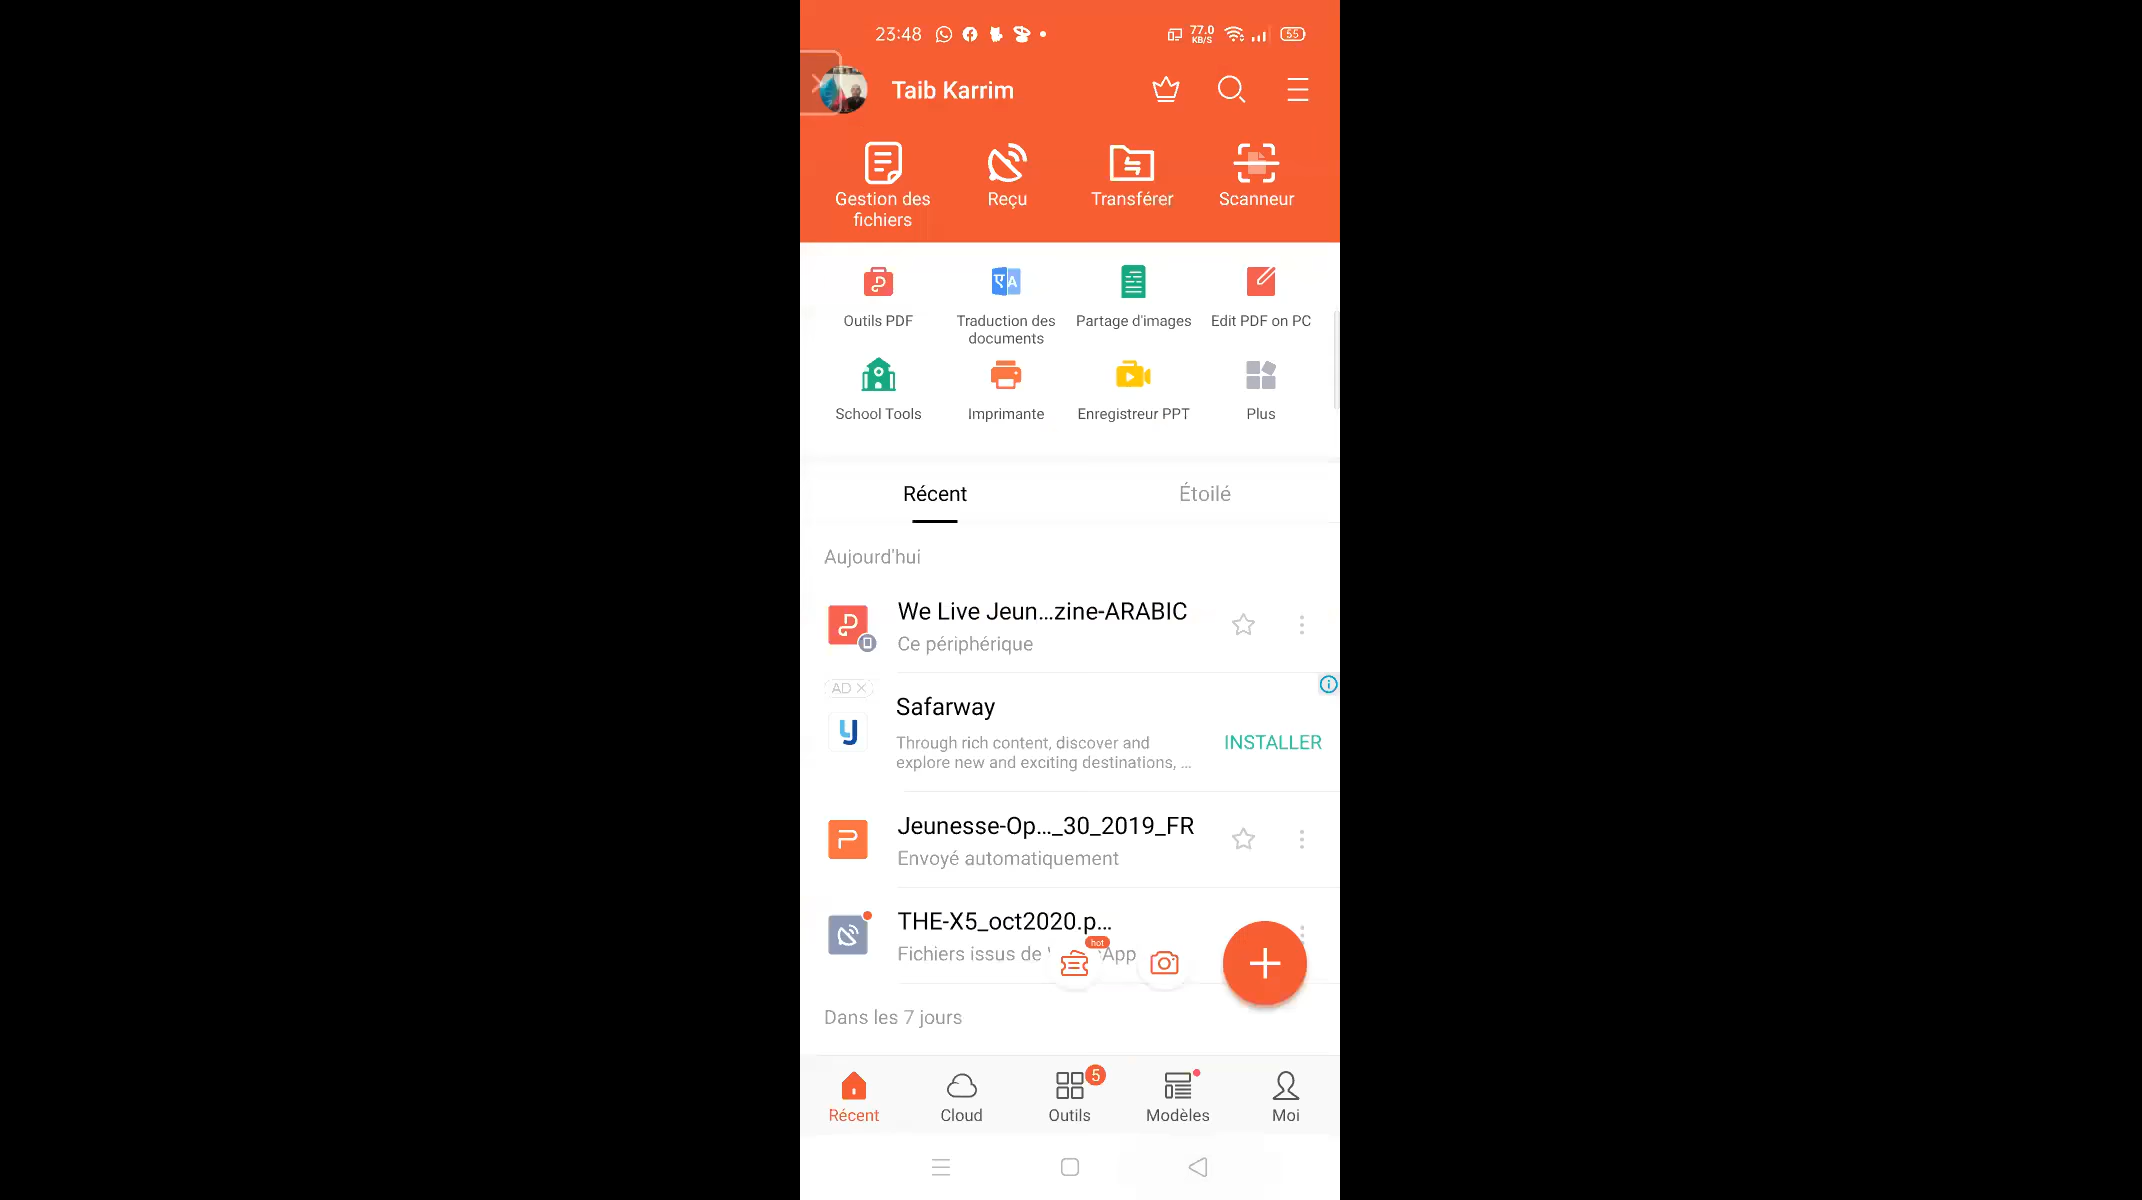 23:48
77.0
KB/S
55
Taib Karrim
Gestion des
fichiers
Reçu
Transférer
Scanneur
Outils PDF
Traduction des
documents
Partage d'images
Edit PDF on PC
School Tools
Imprimante
Enregistreur PPT
Plus
Récent
Étoilé
Aujourd'hui
We Live Jeun...zine-ARABIC
Ce périphérique
AD
Safarway
Through rich content, discover and
explore new and exciting destinations, ...
INSTALLER
Jeunesse-Op..._30_2019_FR
Envoyé automatiquement
THE-X5_oct2020.p...
hot
Fichiers issus de
Dans les 7 jours
Récent
Cloud
Outils
5
Modèles
Moi